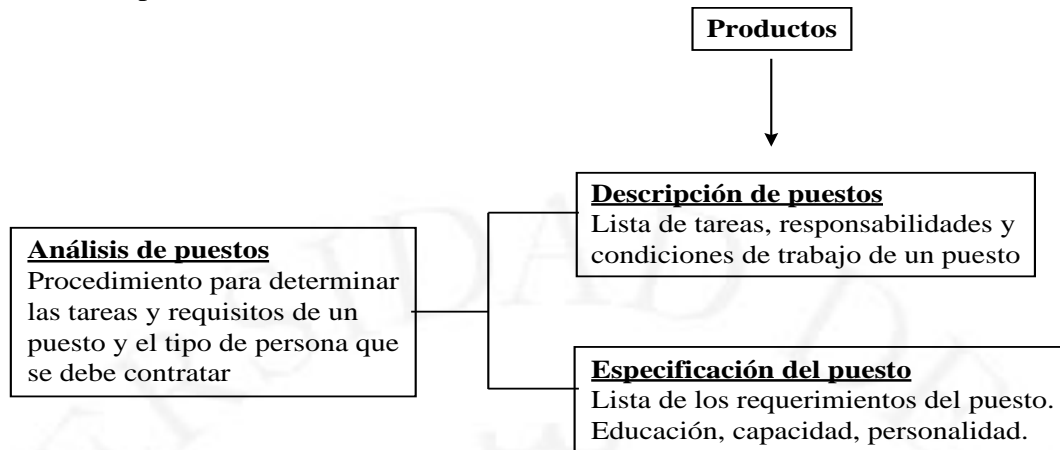 Productos
Descripción de puestos
Lista de tareas, responsabilidades y
condiciones de trabajo de un puesto
Análisis de puestos
Procedimiento para determinar
las tareas y requisitos de un
puesto y el tipo de persona que
se debe contratar
Especificación del puesto
Lista de los requerimientos del puesto.
Educación, capacidad, personalidad.